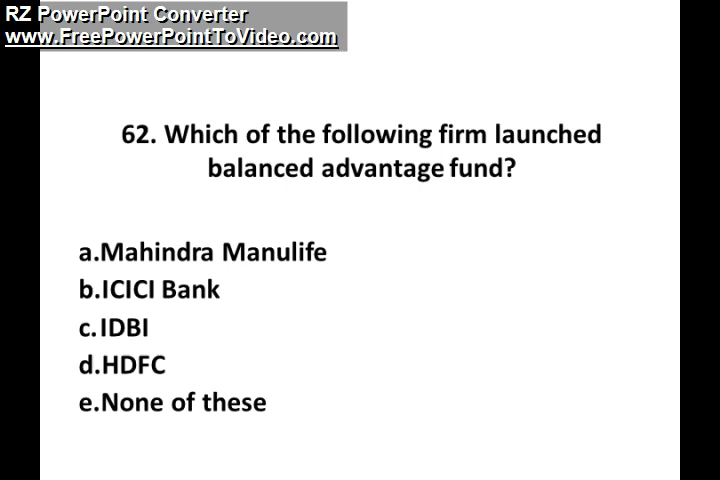 RZ PowerPoint Converter
www.FreePowerPointToVideo.com
62. Which of the following firm launched
balanced advantage fund?
a.Mahindra Manulife
b.ICICI Bank
c.IDBI
d.HDFC
e.None of these